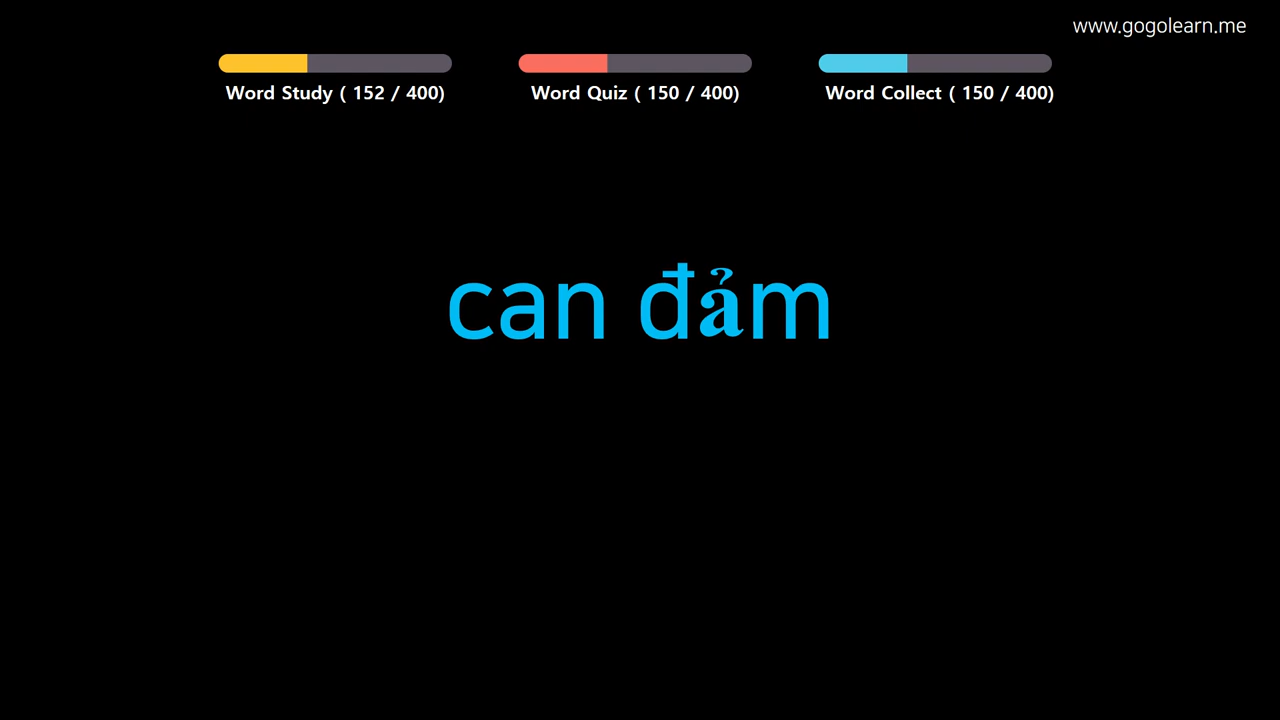 www.gogolearn.me
Word Study ( 152 / 400)
Word Quiz ( 150 / 400)
Word Collect ( 150 / 400)
can đảm